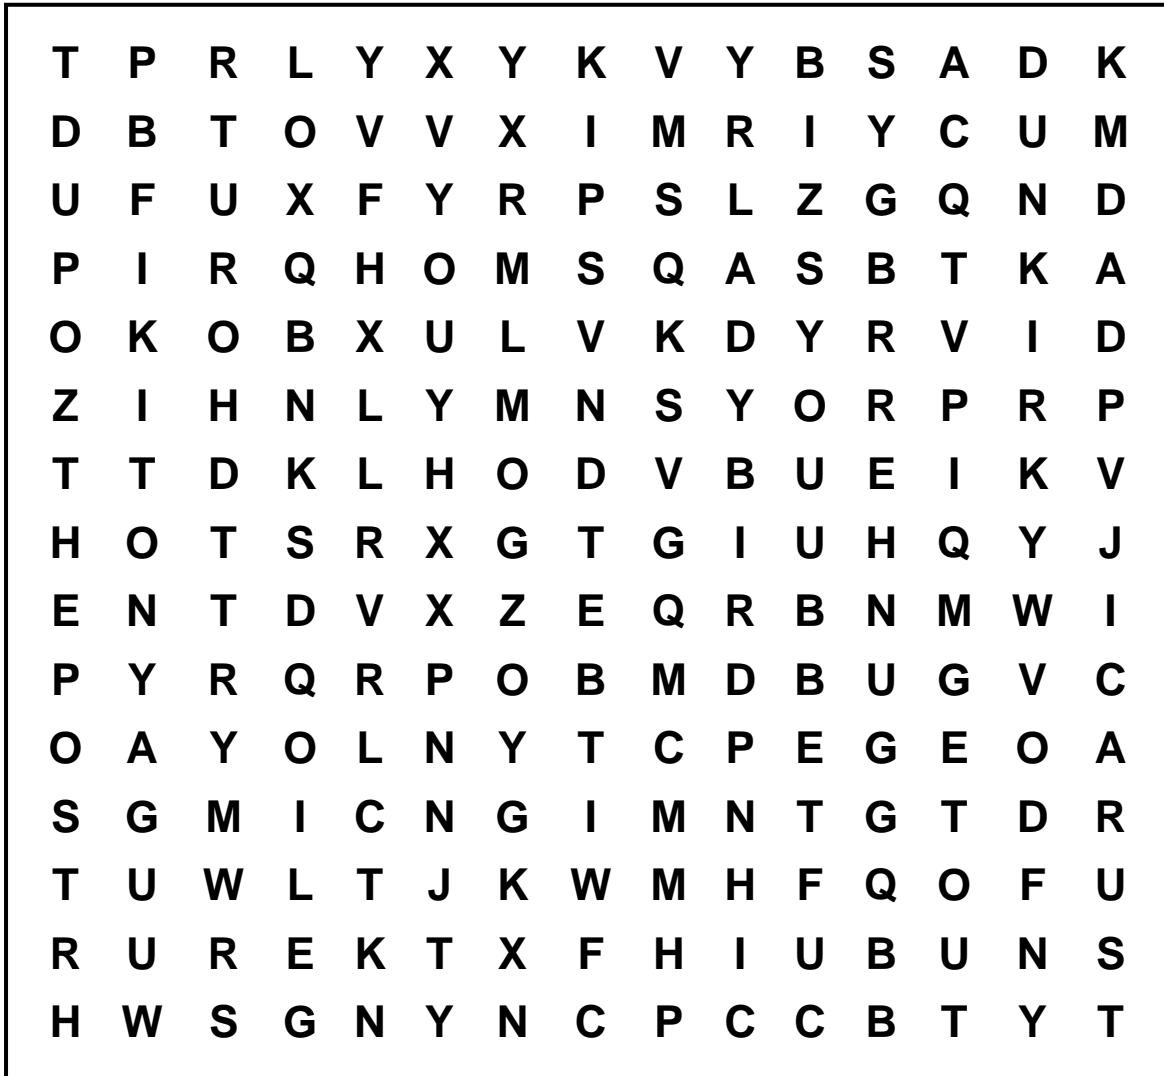 T P R L Y X Y K V Y B S A D K
D B T O V V X I M R I Y C U M
U F U X F Y R P S L Z G Q N D
P I R Q H O M S Q A S B T K A
O K O B X U L V K D Y R V I D
Z I H N L Y M N S Y O R P R P
T T D K L H O D V B U E I K V
H O T S R X G T G I U H Q Y J
E N T D V X Z E Q R B N M W I
P Y R Q R P O B M D B U G V C
O A Y O L N Y T C P E G E O A
S G M I C N G I M N T G T D R
T U W L T J K W M H F Q O F U
R U R E K T X F H I U B U N S
H W S G N Y N C P C C B T Y T